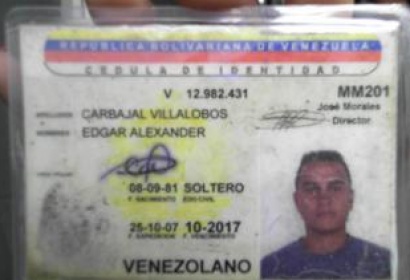 REPUBLICA BOLIVARIANA DE VENEZUELA
CEDULA DE IDENTIDAD
V 12.982.431
MM201
José Morales
Director
APELLIDOS CARBAJAL VILLALOBOS
NOMBRES EDGAR ALEXANDER
08-09-81 SOLTERO
F. NACIMIENTO EDO CIVIL
25-10-07 10-2017
F. EXPEDICION F. VENCIMIENTO
VENEZOLANO